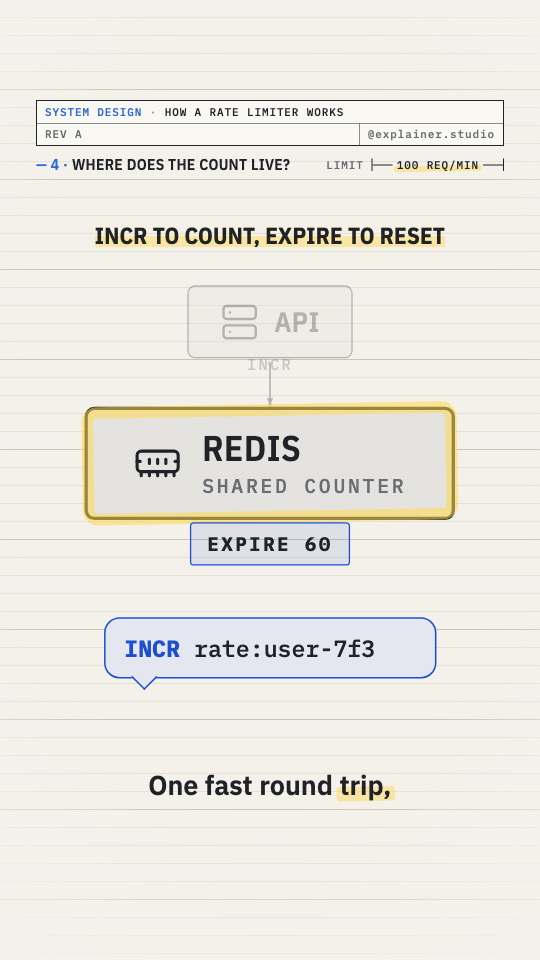 SYSTEM DESIGN · HOW A RATE LIMITER WORKS
REV A
@explainer.studio
— 4 · WHERE DOES THE COUNT LIVE?
LIMIT 100 REQ/MIN
INCR TO COUNT, EXPIRE TO RESET
API
INCR
REDIS
SHARED COUNTER
EXPIRE 60
INCR rate:user-7f3
One fast round trip,